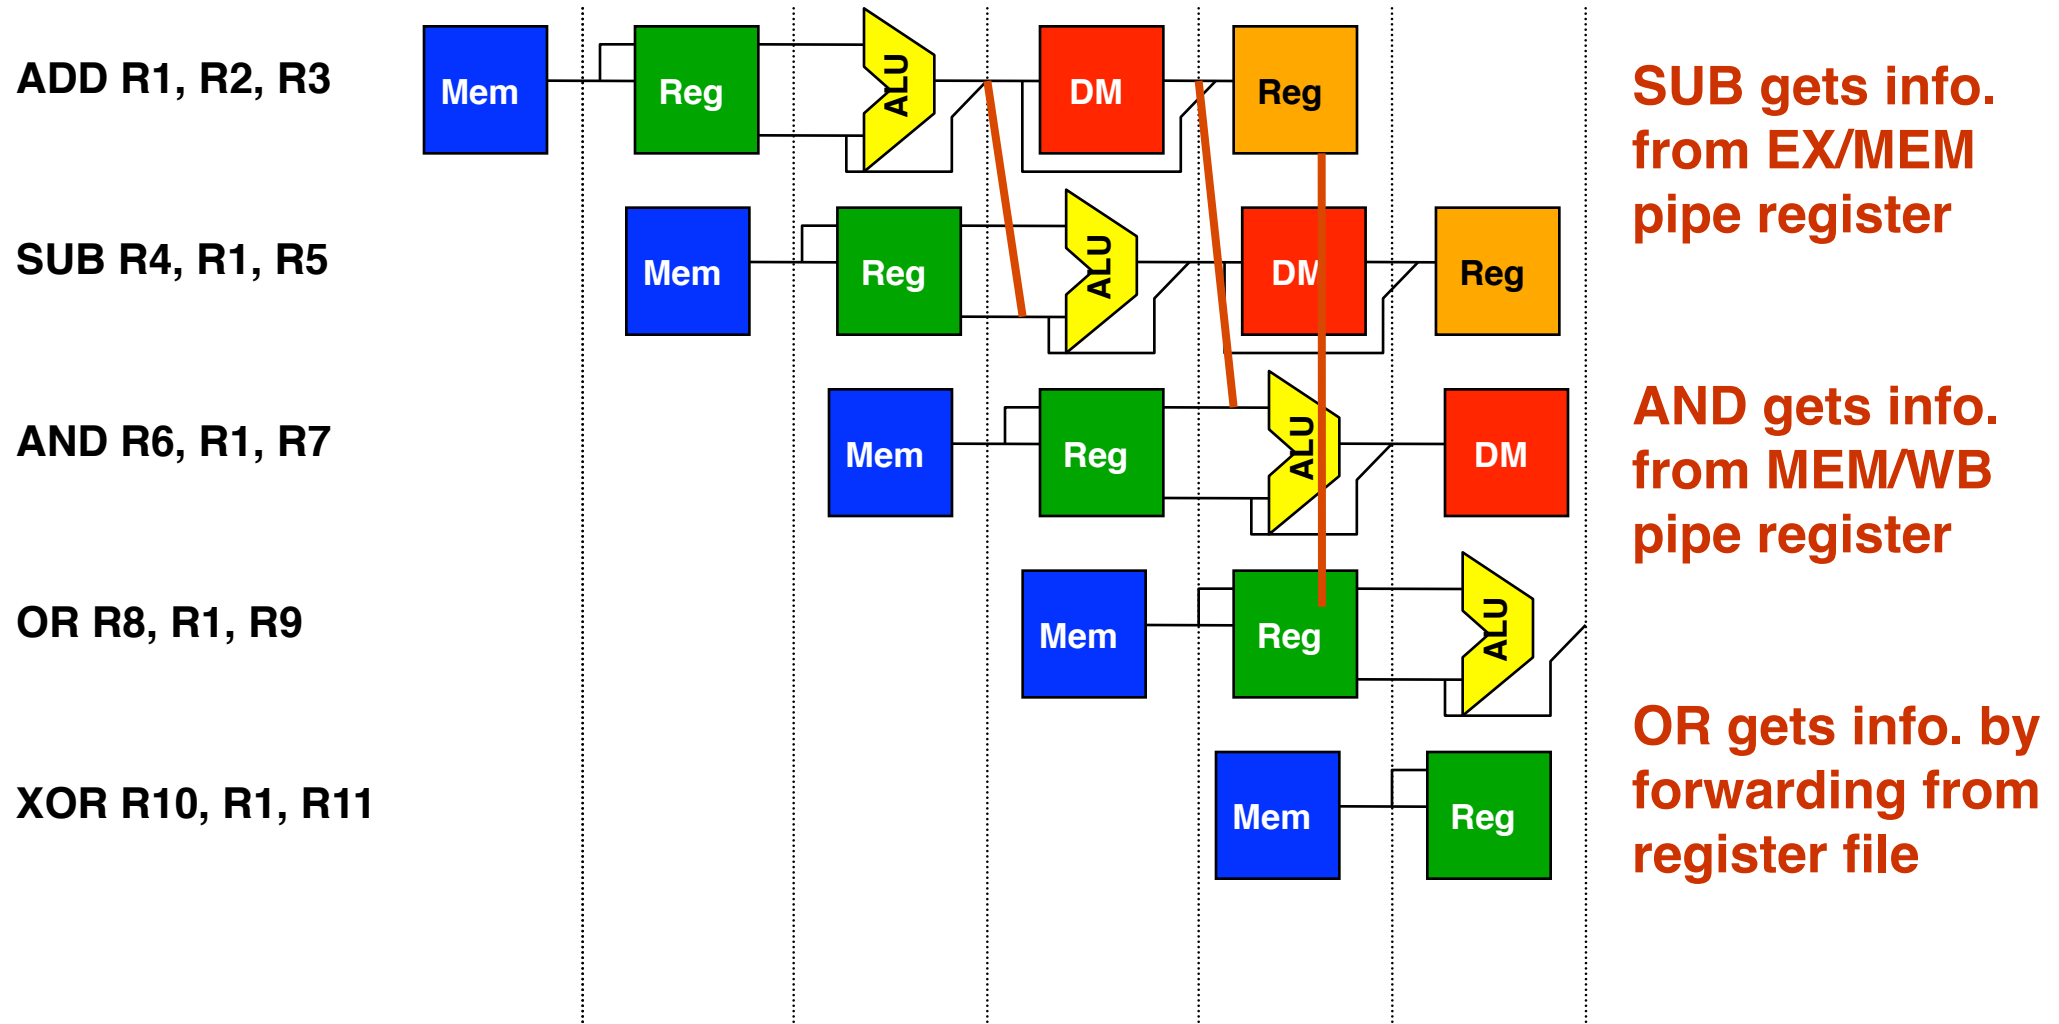 ADD R1, R2, R3
Mem
Reg
ALU
DM
Reg
SUB gets info.
from EX/MEM
pipe register
SUB R4, R1, R5
Mem
Reg
ALU
DM
Reg
AND R6, R1, R7
Mem
Reg
ALU
DM
AND gets info.
from MEM/WB
pipe register
OR R8, R1, R9
Mem
Reg
ALU
XOR R10, R1, R11
Mem
Reg
OR gets info. by
forwarding from
register file